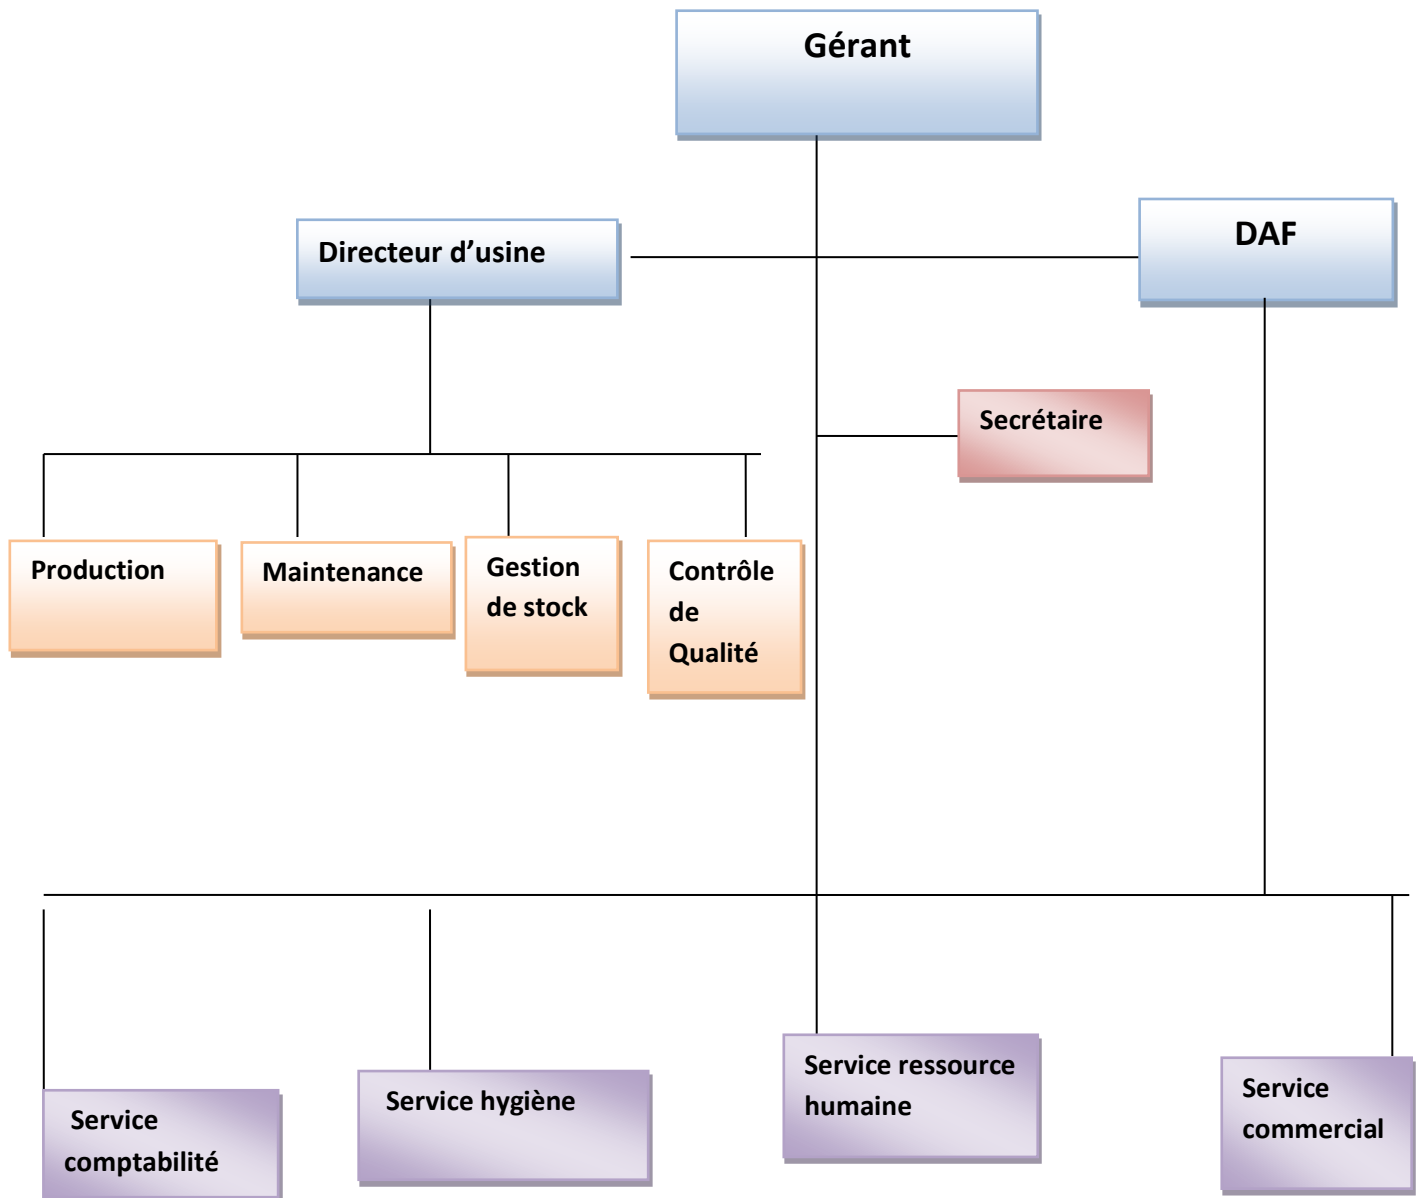 Gérant
Directeur d’usine
DAF
Secrétaire
Production
Maintenance
Gestion
de stock
Contrôle
de
Qualité
Service
comptabilité
Service hygiène
Service ressource
humaine
Service
commercial